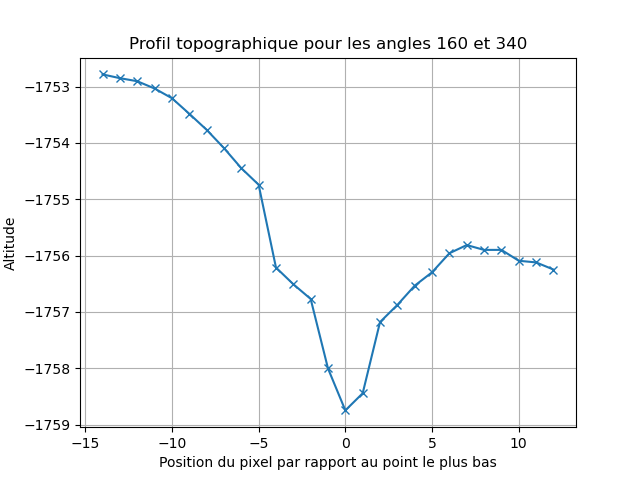 Profil topographique pour les angles 160 et 340
Altitude
−1753
−1754
−1755
−1756
−1757
−1758
−1759
−15 −10 −5 0 5 10
Position du pixel par rapport au point le plus bas